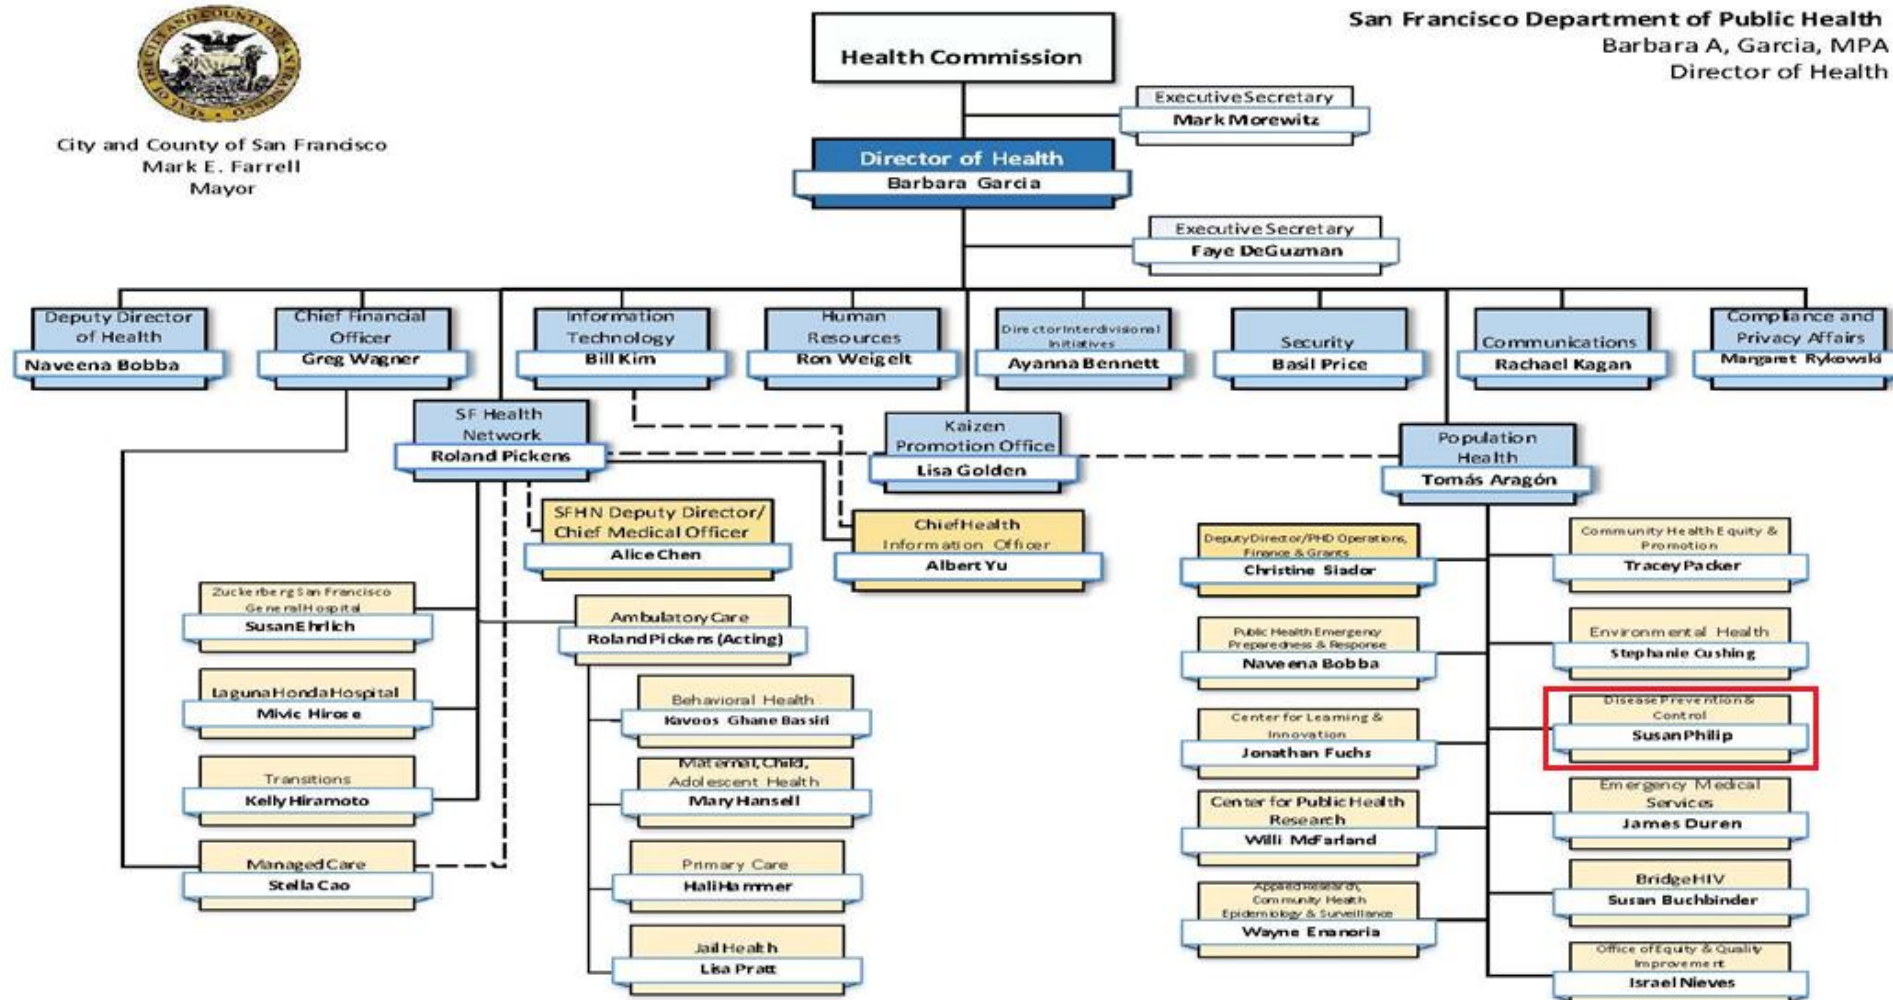 San Francisco Department of Public Health
Barbara A, Garcia, MPA
Director of Health
City and County of San Francisco
Mark E. Farrell
Mayor
Health Commission
Executive Secretary
Mark Morewitz
Director of Health
Barbara Garcia
Executive Secretary
Faye DeGuzman
Deputy Director
of Health
Naveena Bobba
Chief Financial
Officer
Greg Wagner
Information
Technology
Bill Kim
Human
Resources
Ron Weigelt
Director Interdivisional
Initiatives
Ayanna Bennett
Security
Basil Price
Communications
Rachael Kagan
Compliance and
Privacy Affairs
Margaret Rykowski
SF Health
Network
Roland Pickens
Kaizen
Promotion Office
Lisa Golden
Population
Health
Tomás Aragón
SFHN Deputy Director/
Chief Medical Officer
Alice Chen
Chief Health
Information Officer
Albert Yu
Zuckerberg San Francisco
General Hospital
Susan Ehrlich
Laguna Honda Hospital
Mivic Hirose
Transitions
Kelly Hiramoto
Managed Care
Stella Cao
Ambulatory Care
Roland Pickens (Acting)
Behavioral Health
Kavoos Ghane Bassiri
Maternal, Child,
Adolescent Health
Mary Hansell
Primary Care
Hali Hammer
Jail Health
Lisa Pratt
Deputy Director/PHD Operations,
Finance & Grants
Christine Siador
Public Health Emergency
Preparedness & Response
Naveena Bobba
Center for Learning &
Innovation
Jonathan Fuchs
Center for Public Health
Research
Willi McFarland
Applied Research,
Community Health
Epidemiology & Surveillance
Wayne Enanoria
Community Health Equity &
Promotion
Tracey Packer
Environmental Health
Stephanie Cushing
Disease Prevention &
Control
Susan Philip
Emergency Medical
Services
James Duren
Bridge HIV
Susan Buchbinder
Office of Equity & Quality
Improvement
Israel Nieves